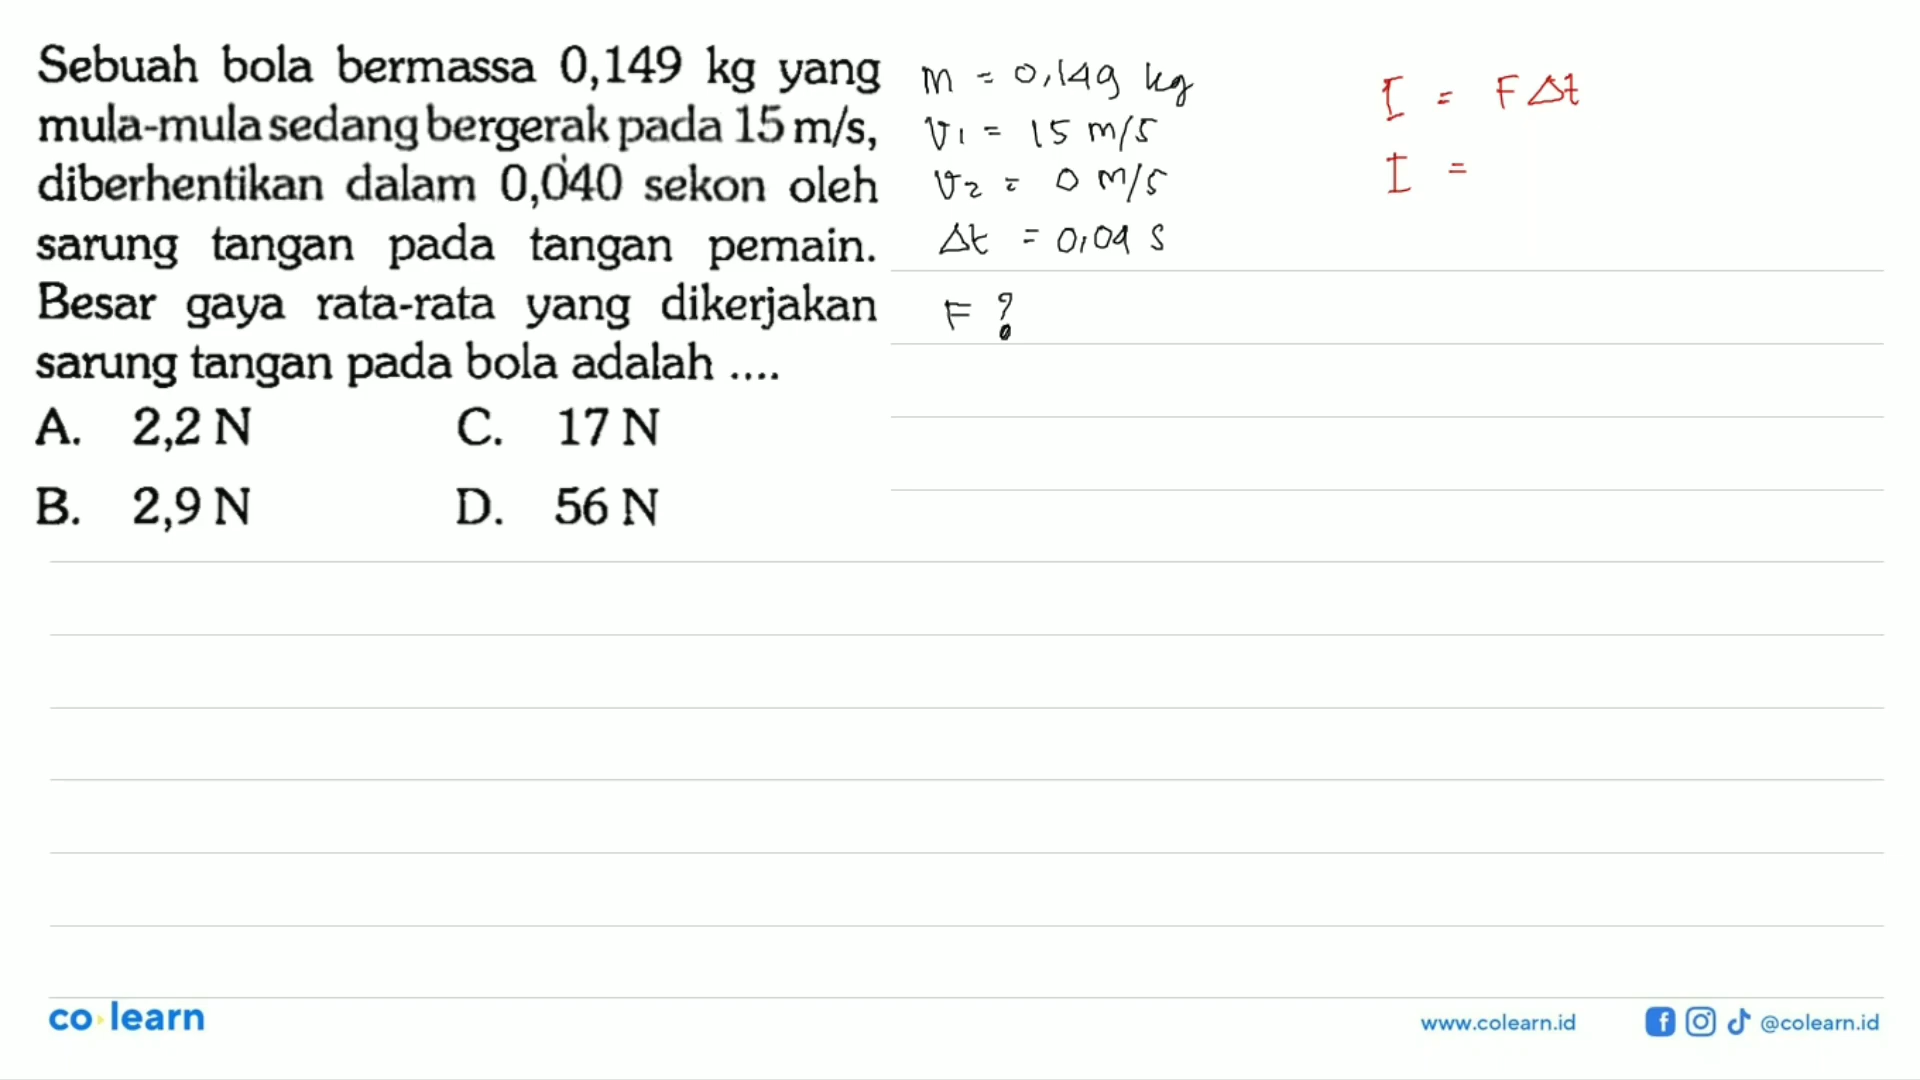 Sebuah bola bermassa 0,149 kg yang
mula-mula sedang bergerak pada 15 m/s,
diberhentikan dalam 0,040 sekon oleh
sarung tangan pada tangan pemain.
Besar gaya rata-rata yang dikerjakan
sarung tangan pada bola adalah ....
A. 2,2 N C. 17 N
B. 2,9 N D. 56 N
m = 0,149 kg
v1 = 15 m/s
v2 = 0 m/s
Δt = 0,04 s
F ?
I = F Δt
I =
co learn
www.colearn.id @colearn.id